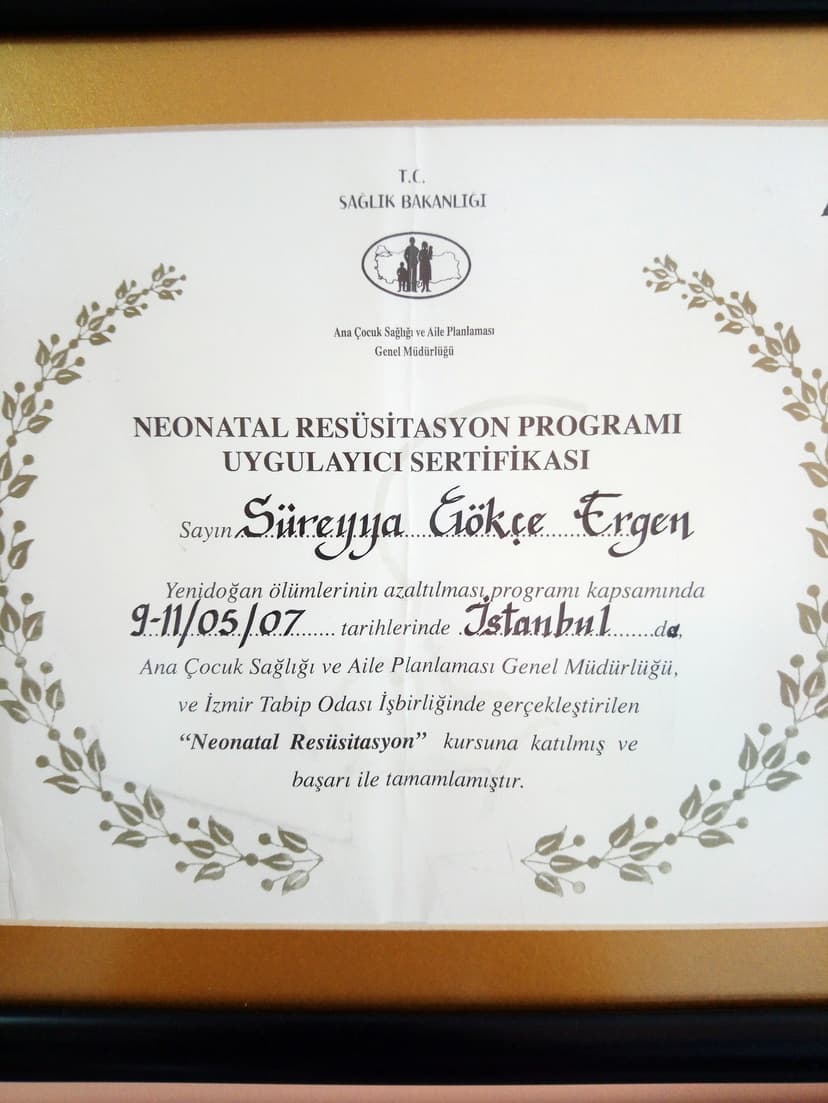 T.C.
SAĞLIK BAKANLIĞI
Ana Çocuk Sağlığı ve Aile Planlaması
Genel Müdürlüğü
NEONATAL RESÜSİTASYON PROGRAMI
UYGULAYICI SERTİFİKASI
Sayın Süreyya Gökçe Ergen
Yenidoğan ölümlerinin azaltılması programı kapsamında
9-11/05/07 tarihlerinde İstanbul da,
Ana Çocuk Sağlığı ve Aile Planlaması Genel Müdürlüğü,
ve İzmir Tabip Odası İşbirliğinde gerçekleştirilen
“Neonatal Resüsitasyon” kursuna katılmış ve
başarı ile tamamlamıştır.